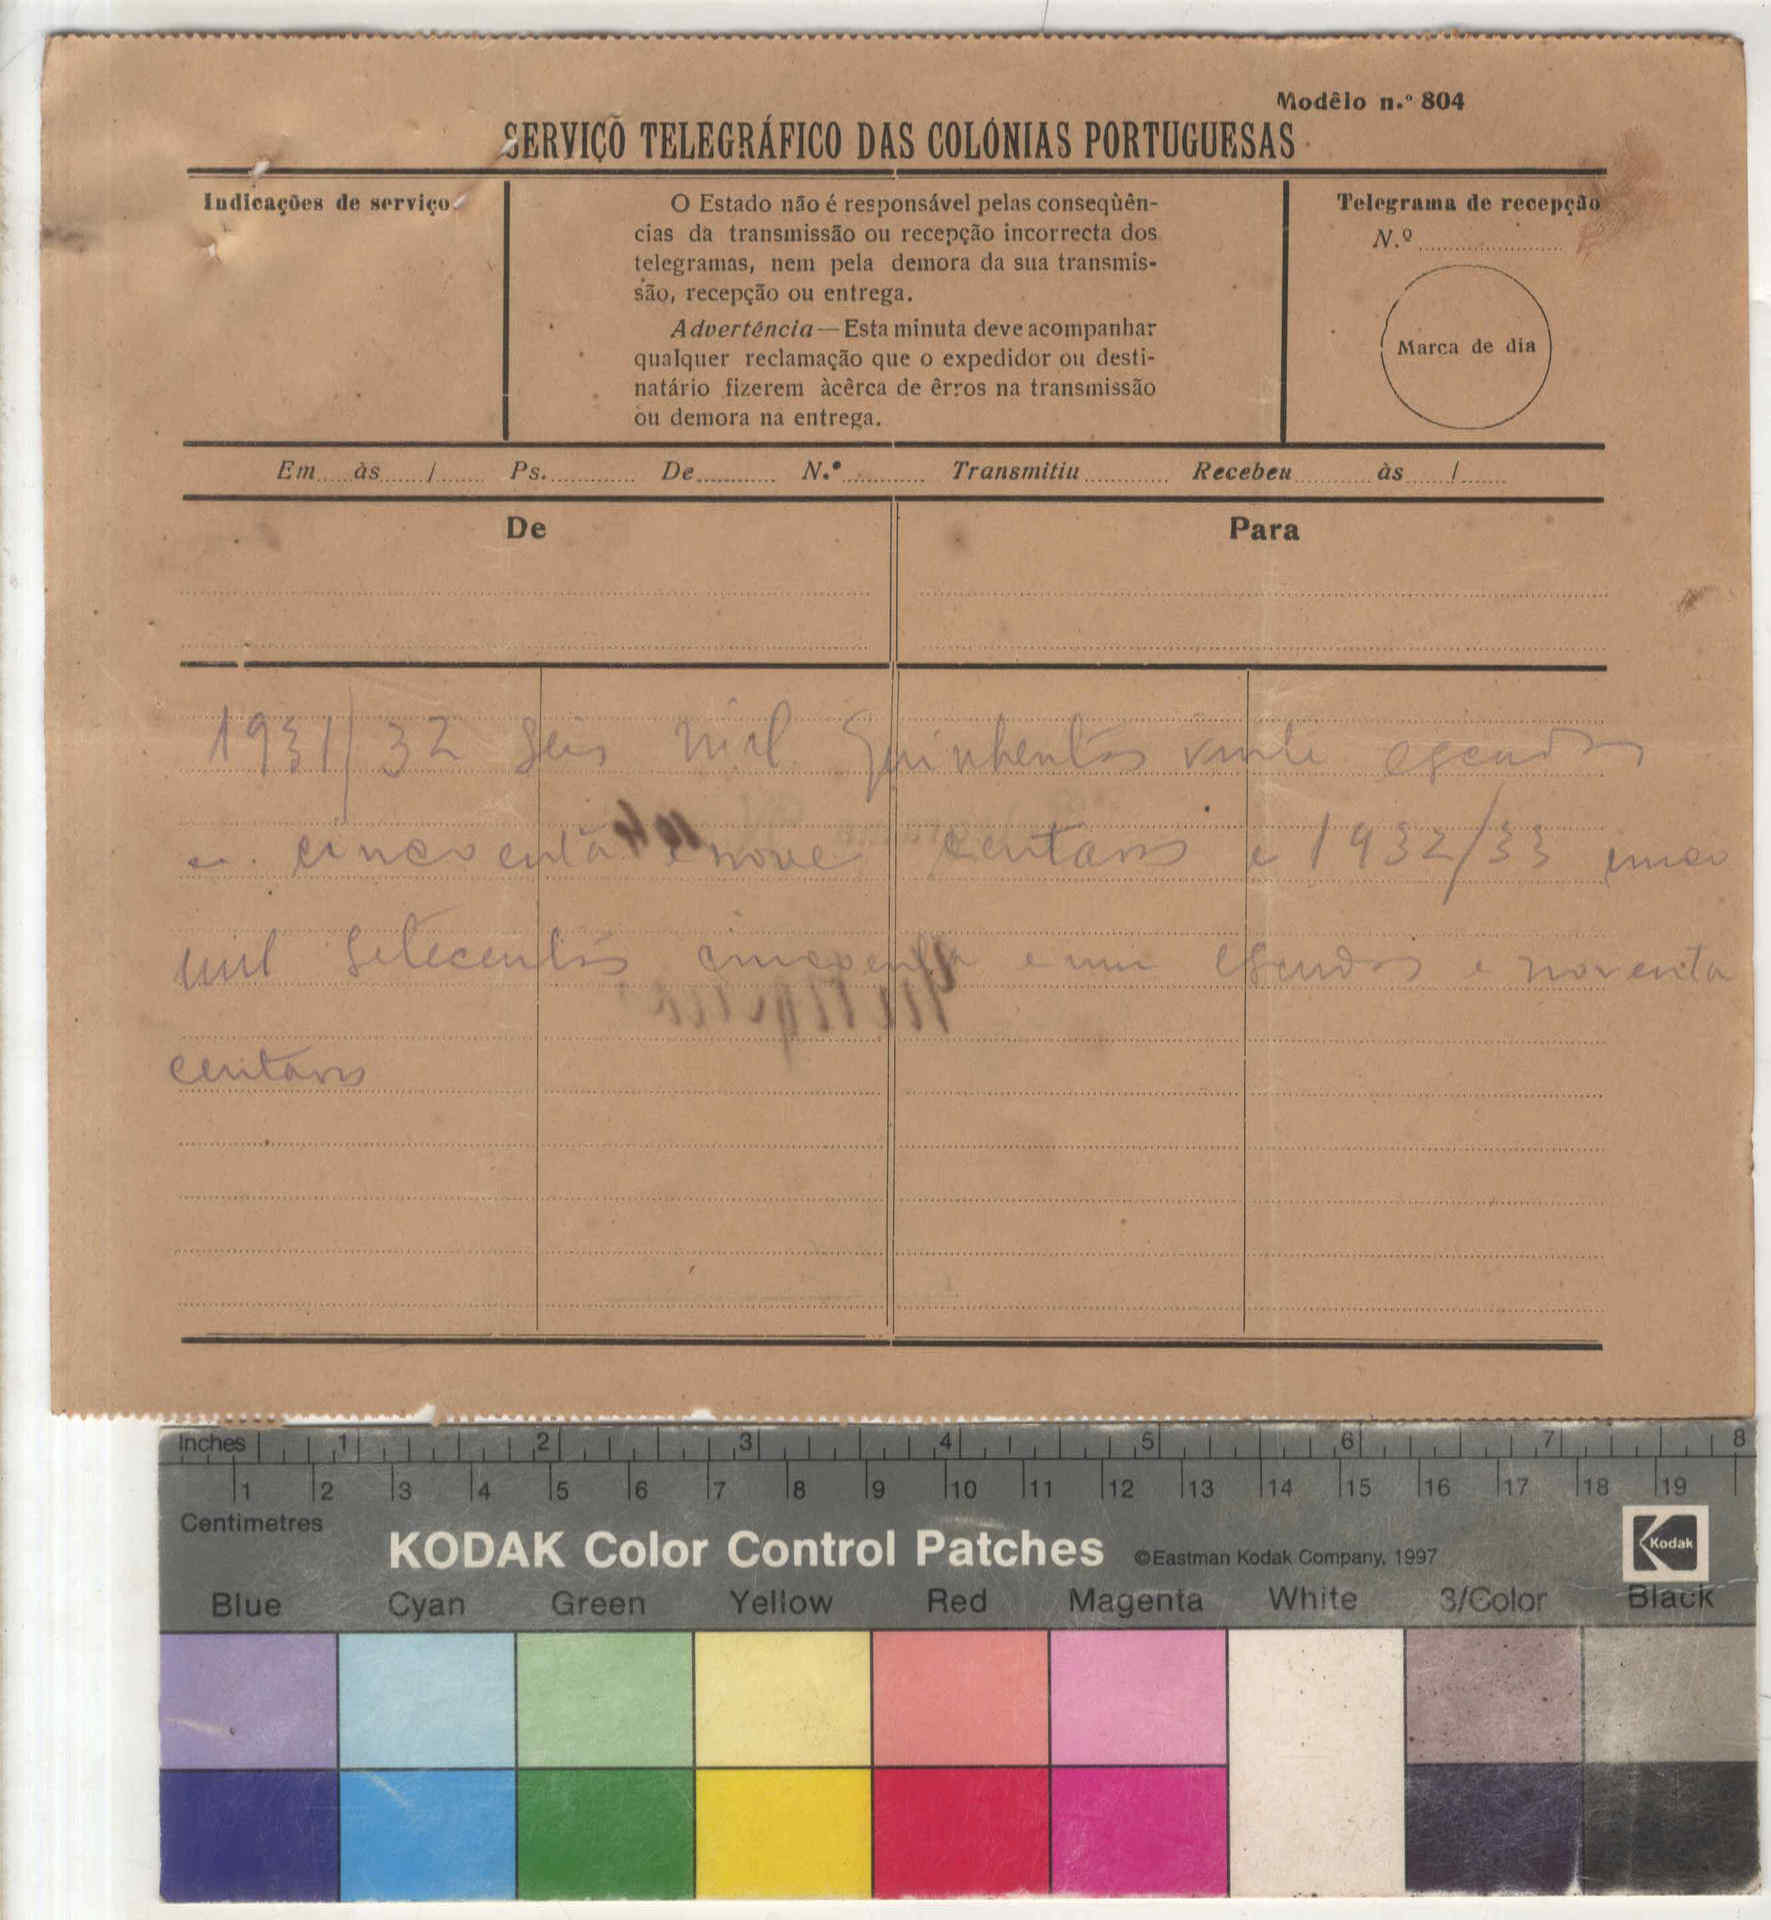 Modêlo n.º 804
SERVIÇO TELEGRÁFICO DAS COLÓNIAS PORTUGUESAS
Indicações de serviço
O Estado não é responsável pelas conseqùên-
cias da transmissão ou recepção incorrecta dos
telegramas, nem pela demora da sua transmis-
são, recepção ou entrega.
Advertência—Esta minuta deve acompanhar
qualquer reclamação que o expedidor ou desti-
natário fizerem àcêrca de êrros na transmissão
ou demora na entrega.
Telegrama de recepção
N.º
Marca de dia
Em às / Ps. De N.º Transmitiu Recebeu às /
De
Para
1931/32 seis mil quinhentos vinte escudos
e cincoenta e nove centavos e 1932/33 cinco
mil setecentos cincoenta e um escudos e noventa
centavos
Inches 1 2 3 4 5 6 7 8
1 2 3 4 5 6 7 8 9 10 11 12 13 14 15 16 17 18 19
Centimetres
KODAK Color Control Patches ©Eastman Kodak Company, 1997
Kodak
Blue Cyan Green Yellow Red Magenta White 3/Color Black